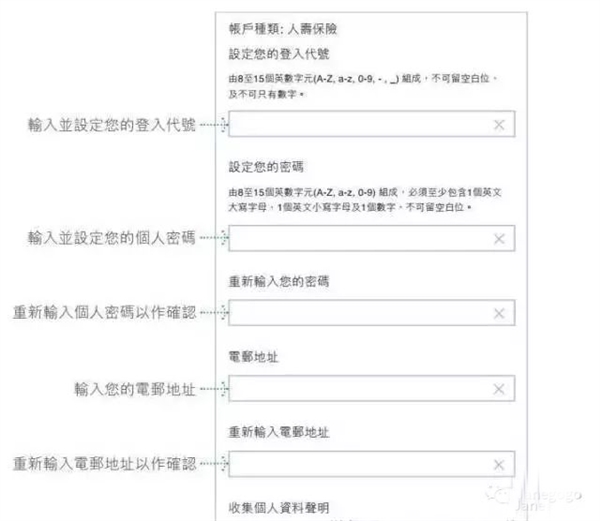 帳戶種類: 人壽保險
設定您的登入代號
由8至15個英數字元(A-Z, a-z, 0-9, - , _) 組成，不可留空白位、
及不可只有數字。
輸入並設定您的登入代號
設定您的密碼
由8至15個英數字元(A-Z, a-z, 0-9) 組成，必須至少包含1個英文
大寫字母、1個英文小寫字母及1個數字，不可留空白位。
輸入並設定您的個人密碼
重新輸入您的密碼
重新輸入個人密碼以作確認
電郵地址
輸入您的電郵地址
重新輸入電郵地址
重新輸入電郵地址以作確認
收集個人資料聲明